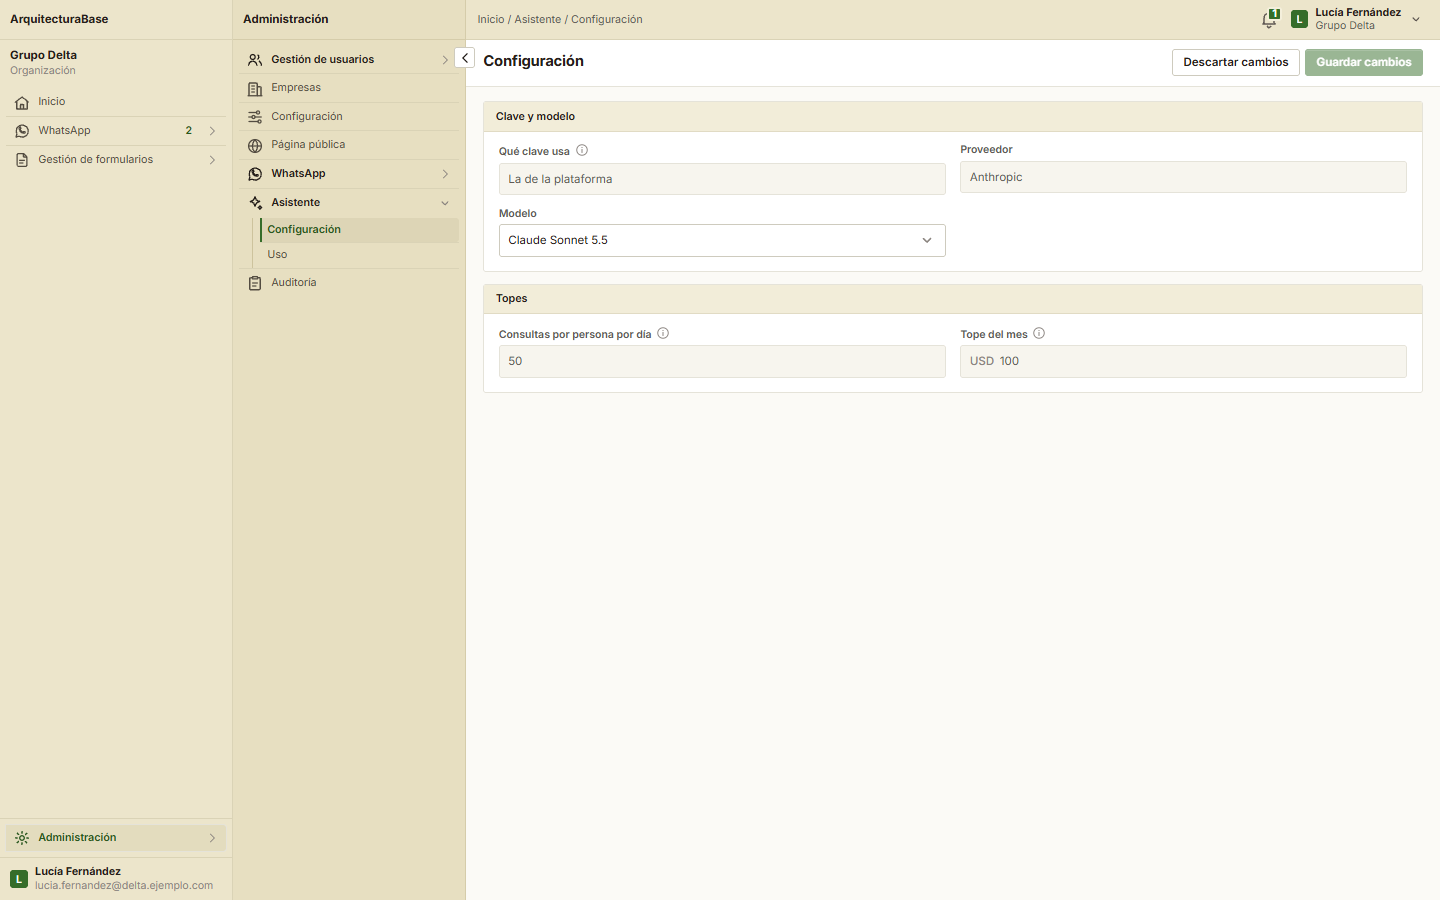 ArquitecturaBase
Grupo Delta
Organización
Inicio
WhatsApp 2
Gestión de formularios
Administración
Lucía Fernández
lucia.fernandez@delta.ejemplo.com
Administración
Gestión de usuarios
Empresas
Configuración
Página pública
WhatsApp
Asistente
Configuración
Uso
Auditoría
Inicio / Asistente / Configuración
1
L
Lucía Fernández
Grupo Delta
Configuración
Descartar cambios
Guardar cambios
Clave y modelo
Qué clave usa
La de la plataforma
Proveedor
Anthropic
Modelo
Claude Sonnet 5.5
Topes
Consultas por persona por día
50
Tope del mes
USD 100
L